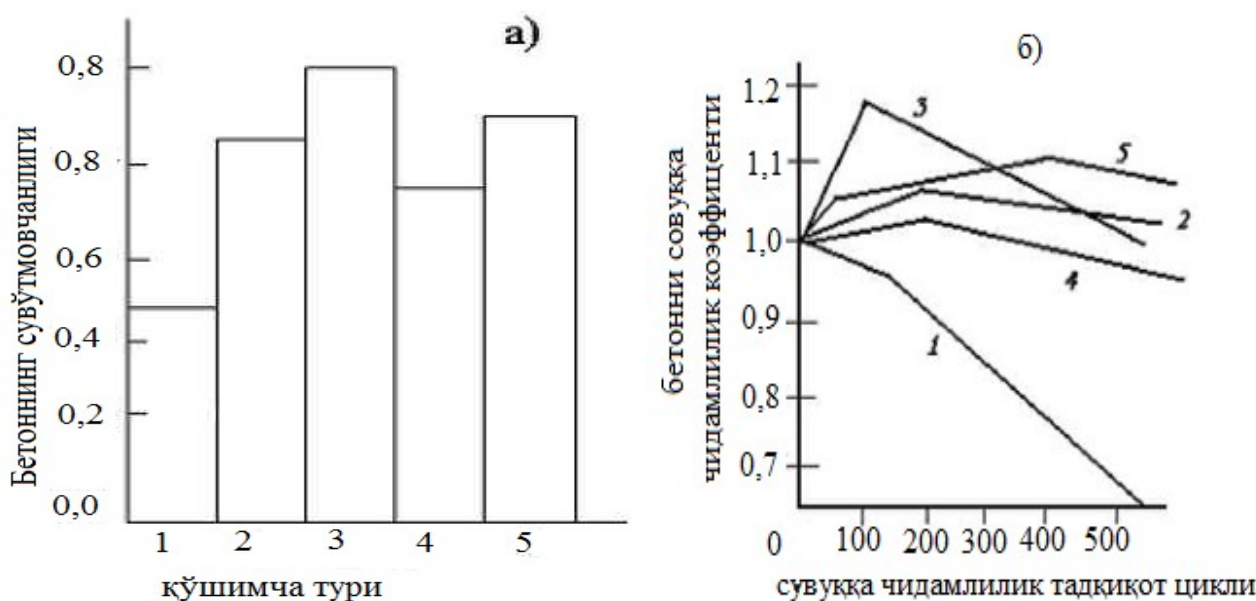 а)
Бетоннинг сувўтмовчанлиги
0,8
0,8
0,6
0,4
0,2
0,0
1 2 3 4 5
қўшимча тури
б)
бетонни совуққа
чидамлилик коэффиценти
1,2
1,1
1,0
0,9
0,8
0,7
3
5
2
4
1
0 100 200 300 400 500
сувуққа чидамлилик тадқиқот цикли